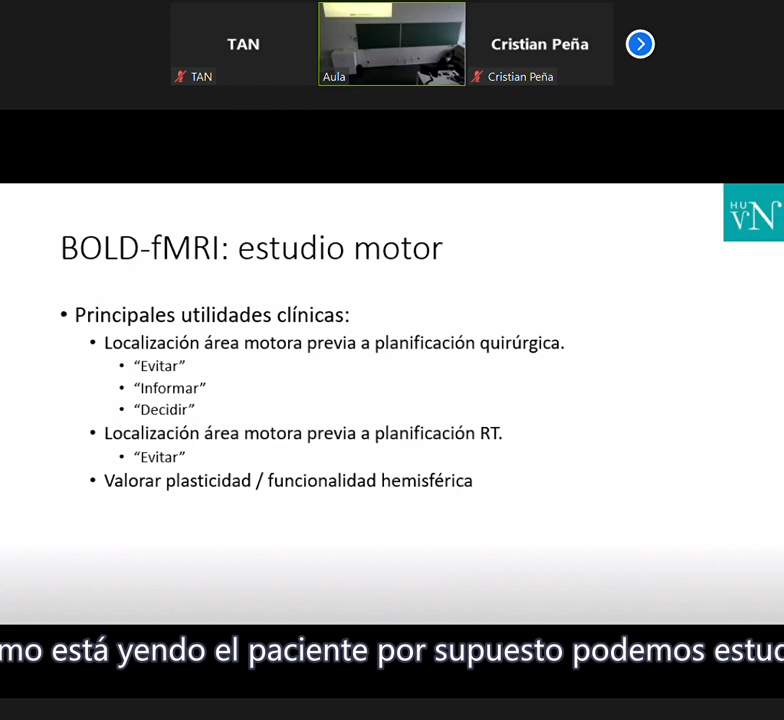 TAN
Cristian Peña
TAN
Aula
Cristian Peña
HU
VN
BOLD-fMRI: estudio motor
• Principales utilidades clínicas:
• Localización área motora previa a planificación quirúrgica.
• “Evitar”
• “Informar”
• “Decidir”
• Localización área motora previa a planificación RT.
• “Evitar”
• Valorar plasticidad / funcionalidad hemisférica
mo está yendo el paciente por supuesto podemos estud